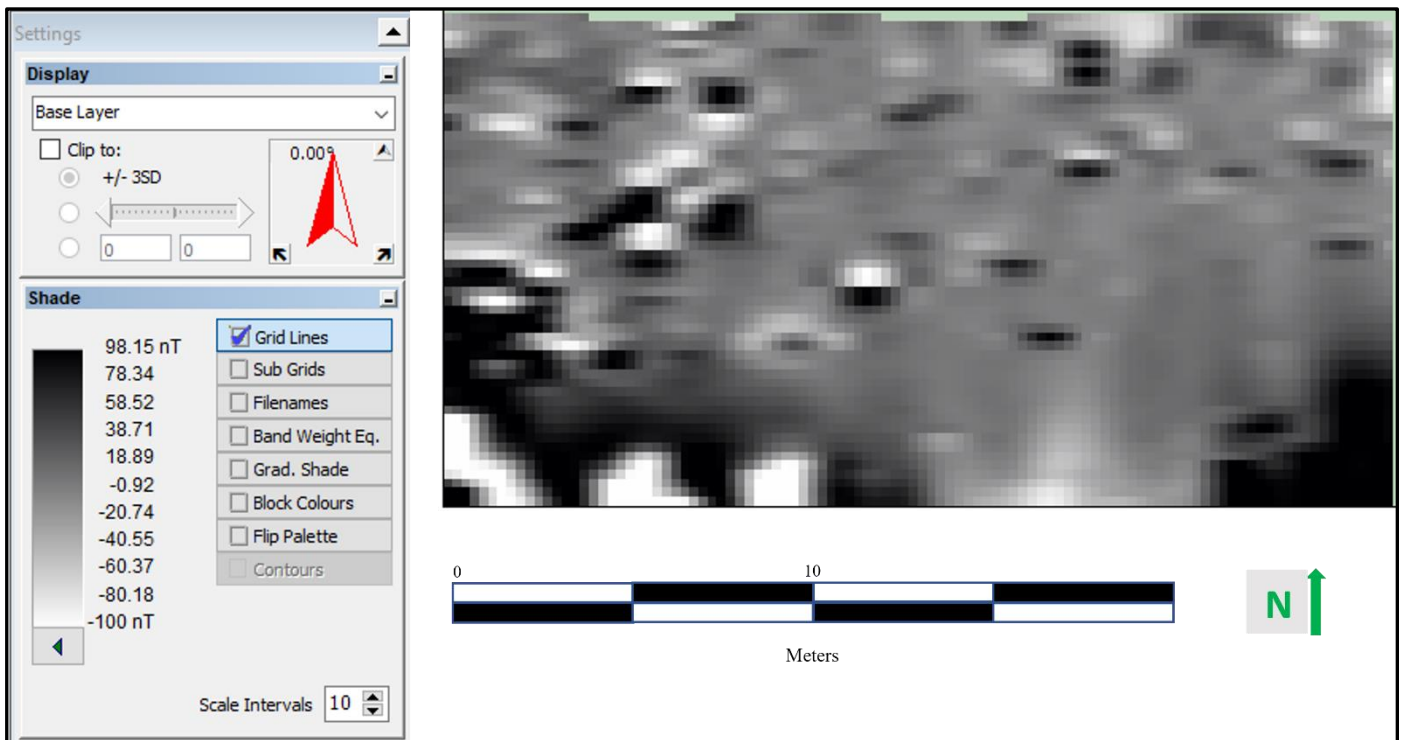 Settings
Display
Base Layer
Clip to:
0.009
+/- 3SD
0
0
Shade
98.15 nT
78.34
58.52
38.71
18.89
-0.92
-20.74
-40.55
-60.37
-80.18
-100 nT
Grid Lines
Sub Grids
Filenames
Band Weight Eq.
Grad. Shade
Block Colours
Flip Palette
Contours
Scale Intervals 10
0 10
Meters
N